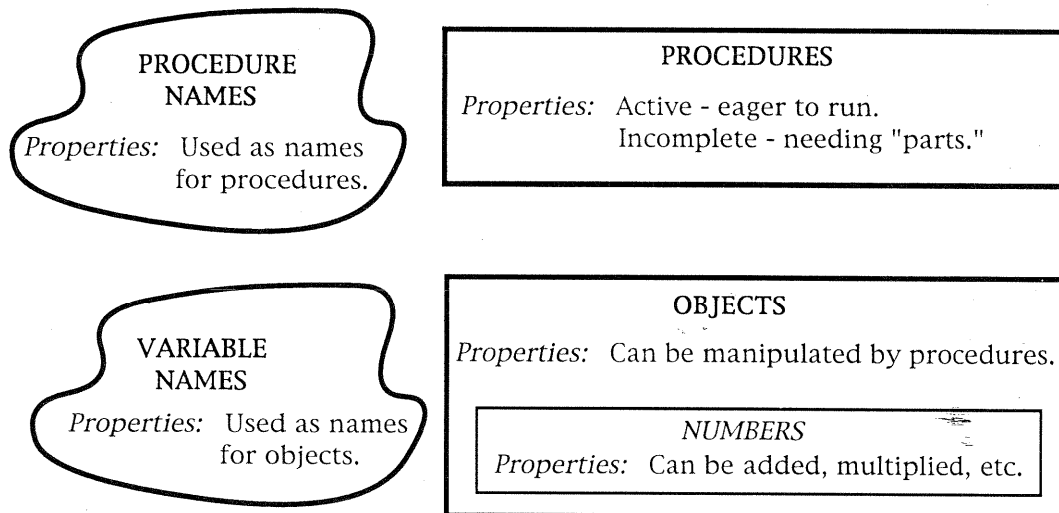 PROCEDURE
NAMES
Properties: Used as names
for procedures.
PROCEDURES
Properties: Active - eager to run.
Incomplete - needing "parts."
VARIABLE
NAMES
Properties: Used as names
for objects.
OBJECTS
Properties: Can be manipulated by procedures.
NUMBERS
Properties: Can be added, multiplied, etc.